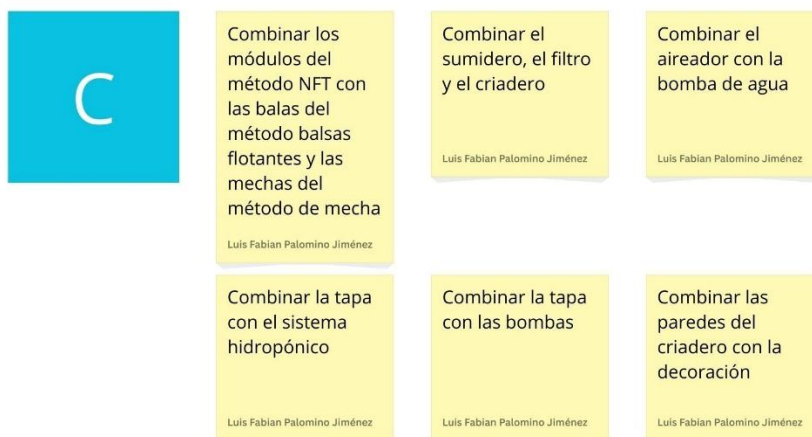 C
Combinar los
módulos del
método NFT con
las balas del
método balsas
flotantes y las
mechas del
método de mecha
Luis Fabian Palomino Jiménez
Combinar el
sumidero, el filtro
y el criadero
Luis Fabian Palomino Jiménez
Combinar el
aireador con la
bomba de agua
Luis Fabian Palomino Jiménez
Combinar la tapa
con el sistema
hidropónico
Luis Fabian Palomino Jiménez
Combinar la tapa
con las bombas
Luis Fabian Palomino Jiménez
Combinar las
paredes del
criadero con la
decoración
Luis Fabian Palomino Jiménez